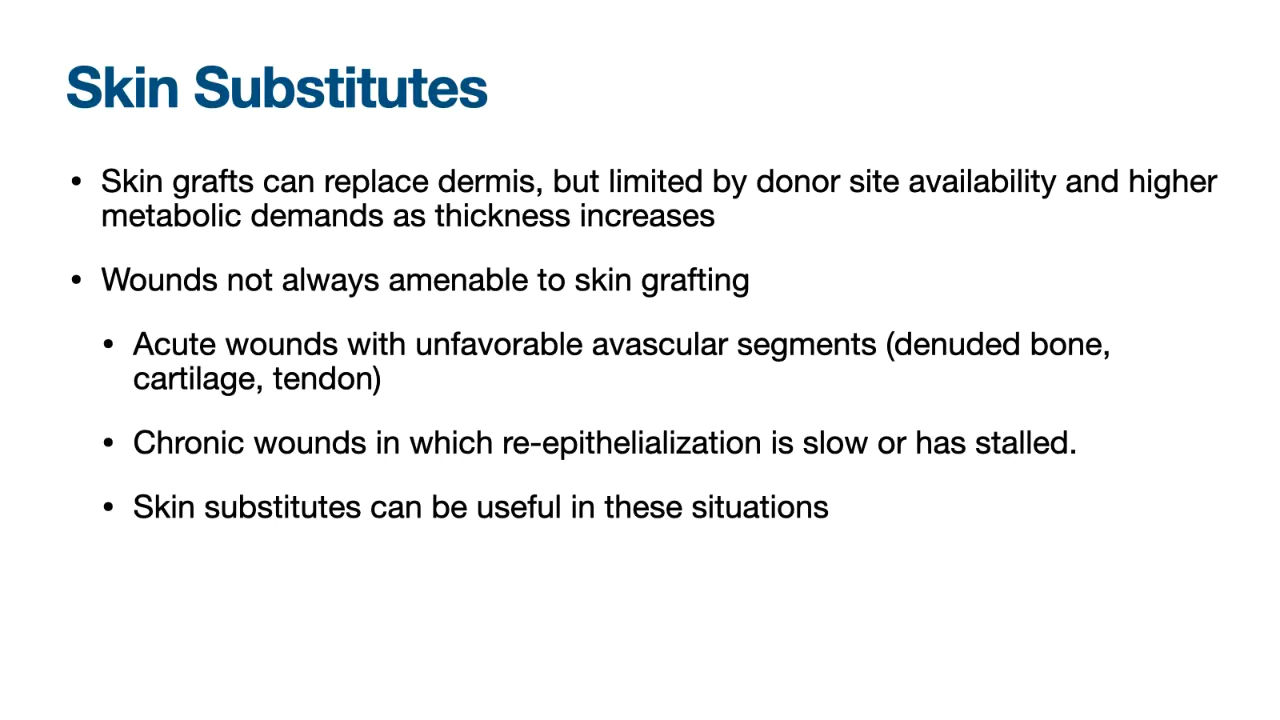 Skin Substitutes
• Skin grafts can replace dermis, but limited by donor site availability and higher
metabolic demands as thickness increases
• Wounds not always amenable to skin grafting
• Acute wounds with unfavorable avascular segments (denuded bone,
cartilage, tendon)
• Chronic wounds in which re-epithelialization is slow or has stalled.
• Skin substitutes can be useful in these situations